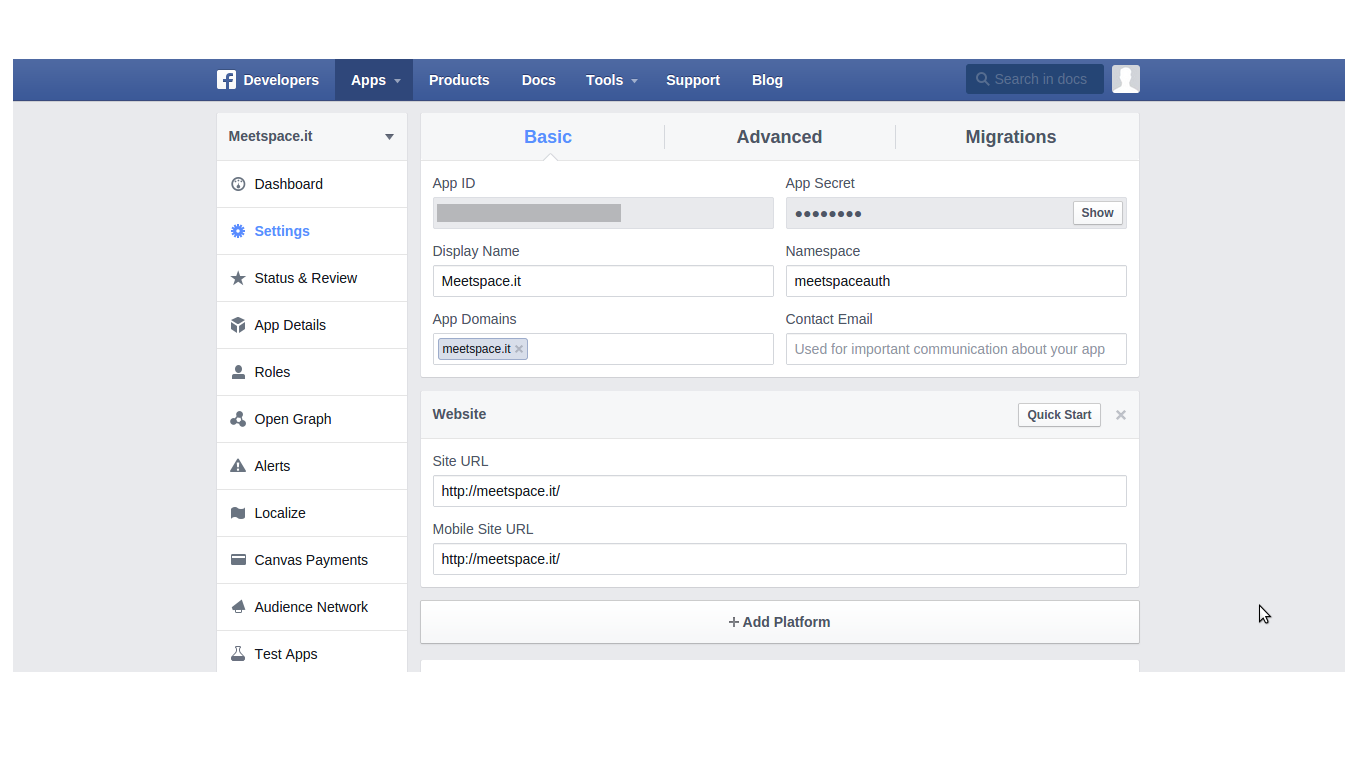 Developers Apps Products Docs Tools Support Blog Search in docs
Meetspace.it
Dashboard
Settings
Status & Review
App Details
Roles
Open Graph
Alerts
Localize
Canvas Payments
Audience Network
Test Apps
Basic Advanced Migrations
App ID App Secret
●●●●●●●● Show
Display Name Namespace
Meetspace.it meetspaceauth
App Domains Contact Email
meetspace.it Used for important communication about your app
Website Quick Start
Site URL
http://meetspace.it/
Mobile Site URL
http://meetspace.it/
+ Add Platform